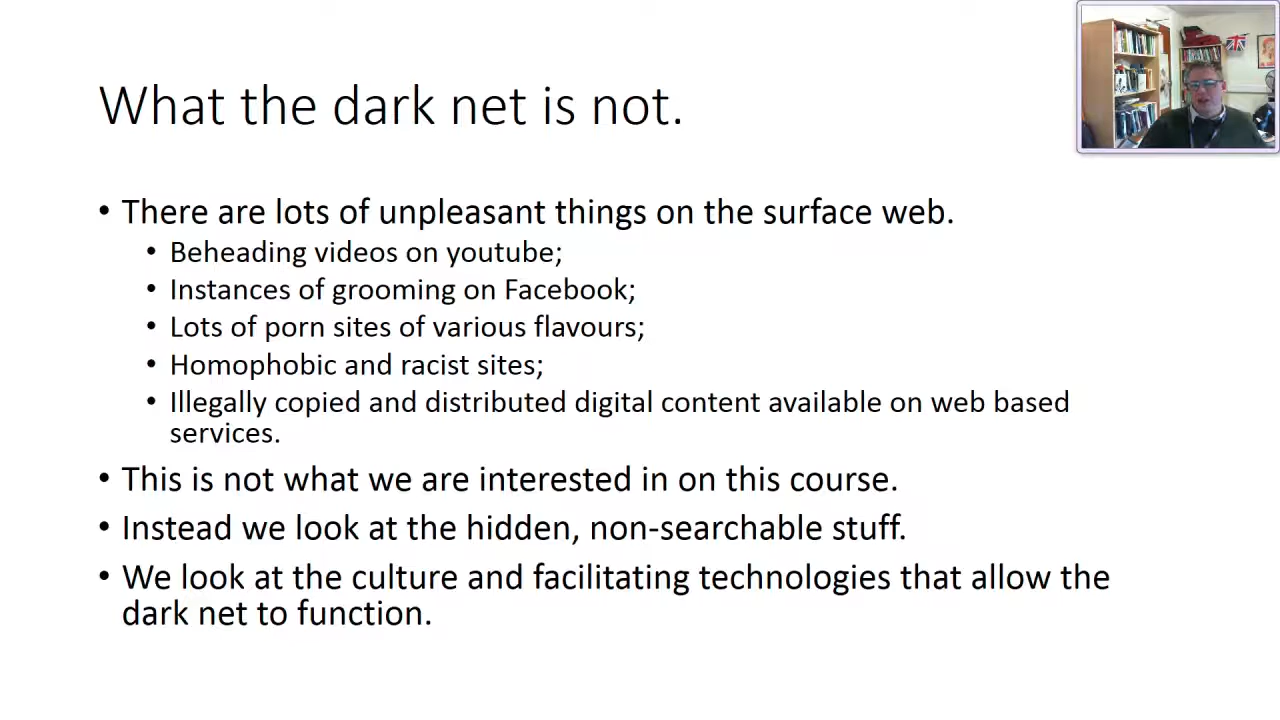 What the dark net is not.
• There are lots of unpleasant things on the surface web.
• Beheading videos on youtube;
• Instances of grooming on Facebook;
• Lots of porn sites of various flavours;
• Homophobic and racist sites;
• Illegally copied and distributed digital content available on web based
services.
• This is not what we are interested in on this course.
• Instead we look at the hidden, non-searchable stuff.
• We look at the culture and facilitating technologies that allow the
dark net to function.